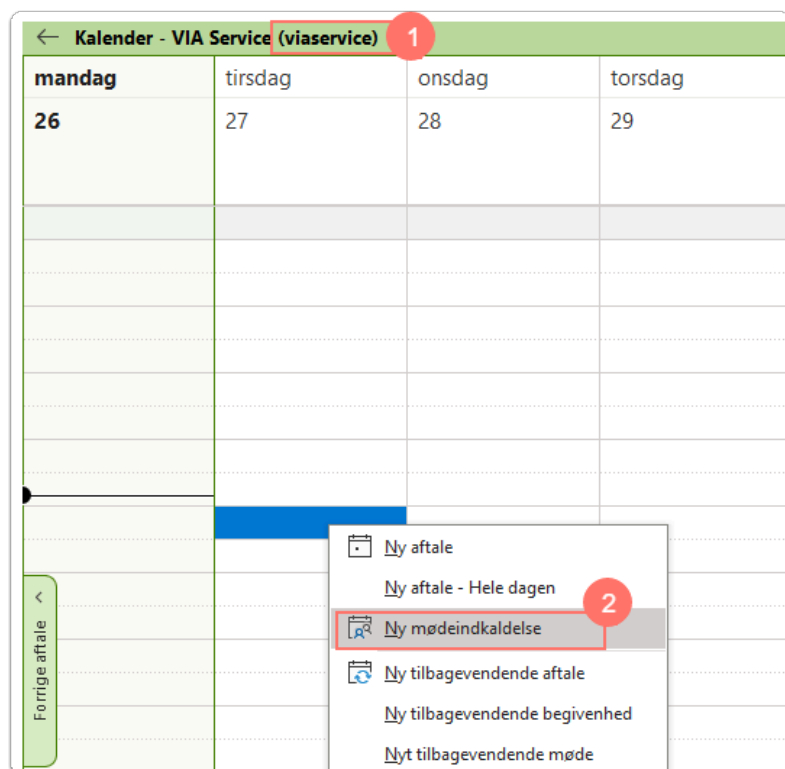 Kalender - VIA Service (viaservice) 1
mandag tirsdag onsdag torsdag
26 27 28 29
Ny aftale
Ny aftale - Hele dagen
2
Ny mødeindkaldelse
Ny tilbagevendende aftale
Ny tilbagevendende begivenhed
Nyt tilbagevendende møde
Forrige aftale